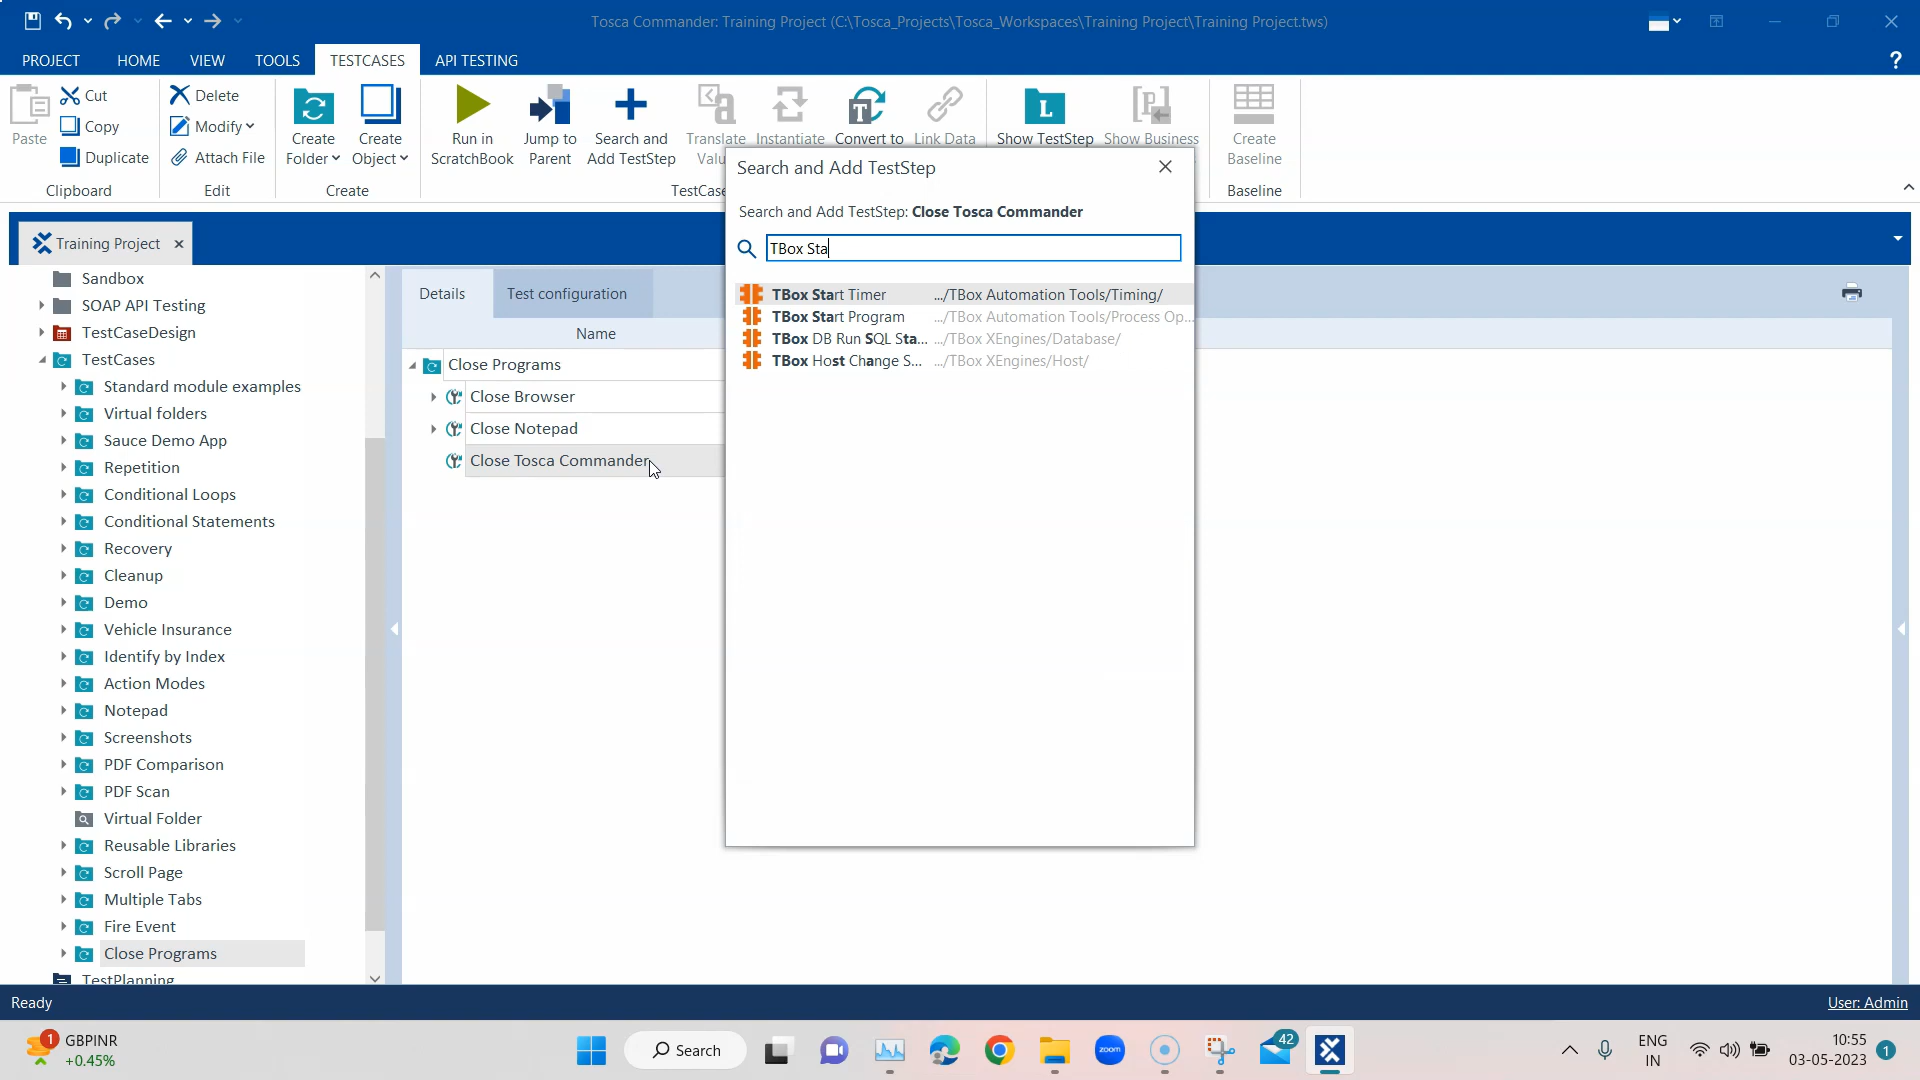 Tosca Commander: Training Project (C:\Tosca_Projects\Tosca_Workspaces\Training Project\Training Project.tws)
PROJECT HOME VIEW TOOLS TESTCASES API TESTING ?
Paste
Cut
Copy
Duplicate
Clipboard
Delete
Modify
Attach File
Edit
Create Folder
Create Object
Create
Run in ScratchBook
Jump to Parent
Search and Add TestStep
Translate
Instantiate
Convert to
Link Data
Show TestStep
Show Business
Create Baseline
Baseline
Training Project
Sandbox
SOAP API Testing
TestCaseDesign
TestCases
Standard module examples
Virtual folders
Sauce Demo App
Repetition
Conditional Loops
Conditional Statements
Recovery
Cleanup
Demo
Vehicle Insurance
Identify by Index
Action Modes
Notepad
Screenshots
PDF Comparison
PDF Scan
Virtual Folder
Reusable Libraries
Scroll Page
Multiple Tabs
Fire Event
Close Programs
TestPlanning
Details Test configuration
Name
Close Programs
Close Browser
Close Notepad
Close Tosca Commander
Search and Add TestStep
Search and Add TestStep: Close Tosca Commander
TBox Sta
TBox Start Timer .../TBox Automation Tools/Timing/
TBox Start Program .../TBox Automation Tools/Process Op...
TBox DB Run SQL Sta... .../TBox XEngines/Database/
TBox Host Change S... .../TBox XEngines/Host/
Ready User: Admin
1 GBPINR
+0.45%
Search
zoom
42
ENG
IN
10:55
03-05-2023
1